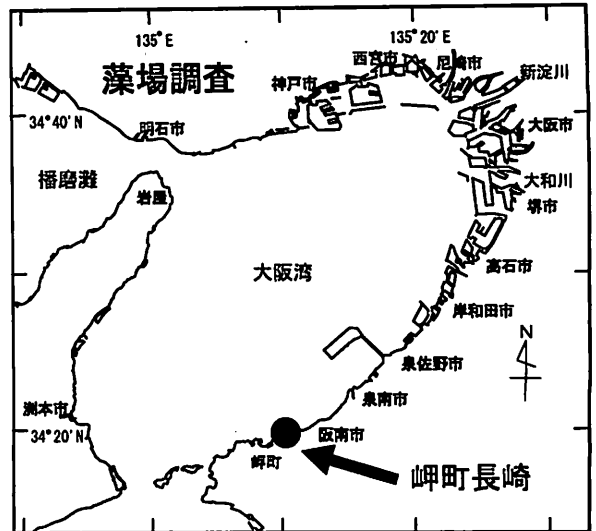 135° E
135° 20' E
藻場調査
西宮市
尼崎市
新淀川
神戸市
34° 40' N
明石市
大阪市
播磨灘
大和川
岩屋
堺市
大阪湾
高石市
岸和田市
N
泉佐野市
泉南市
洲本市
34° 20' N
阪南市
岬町
岬町長崎